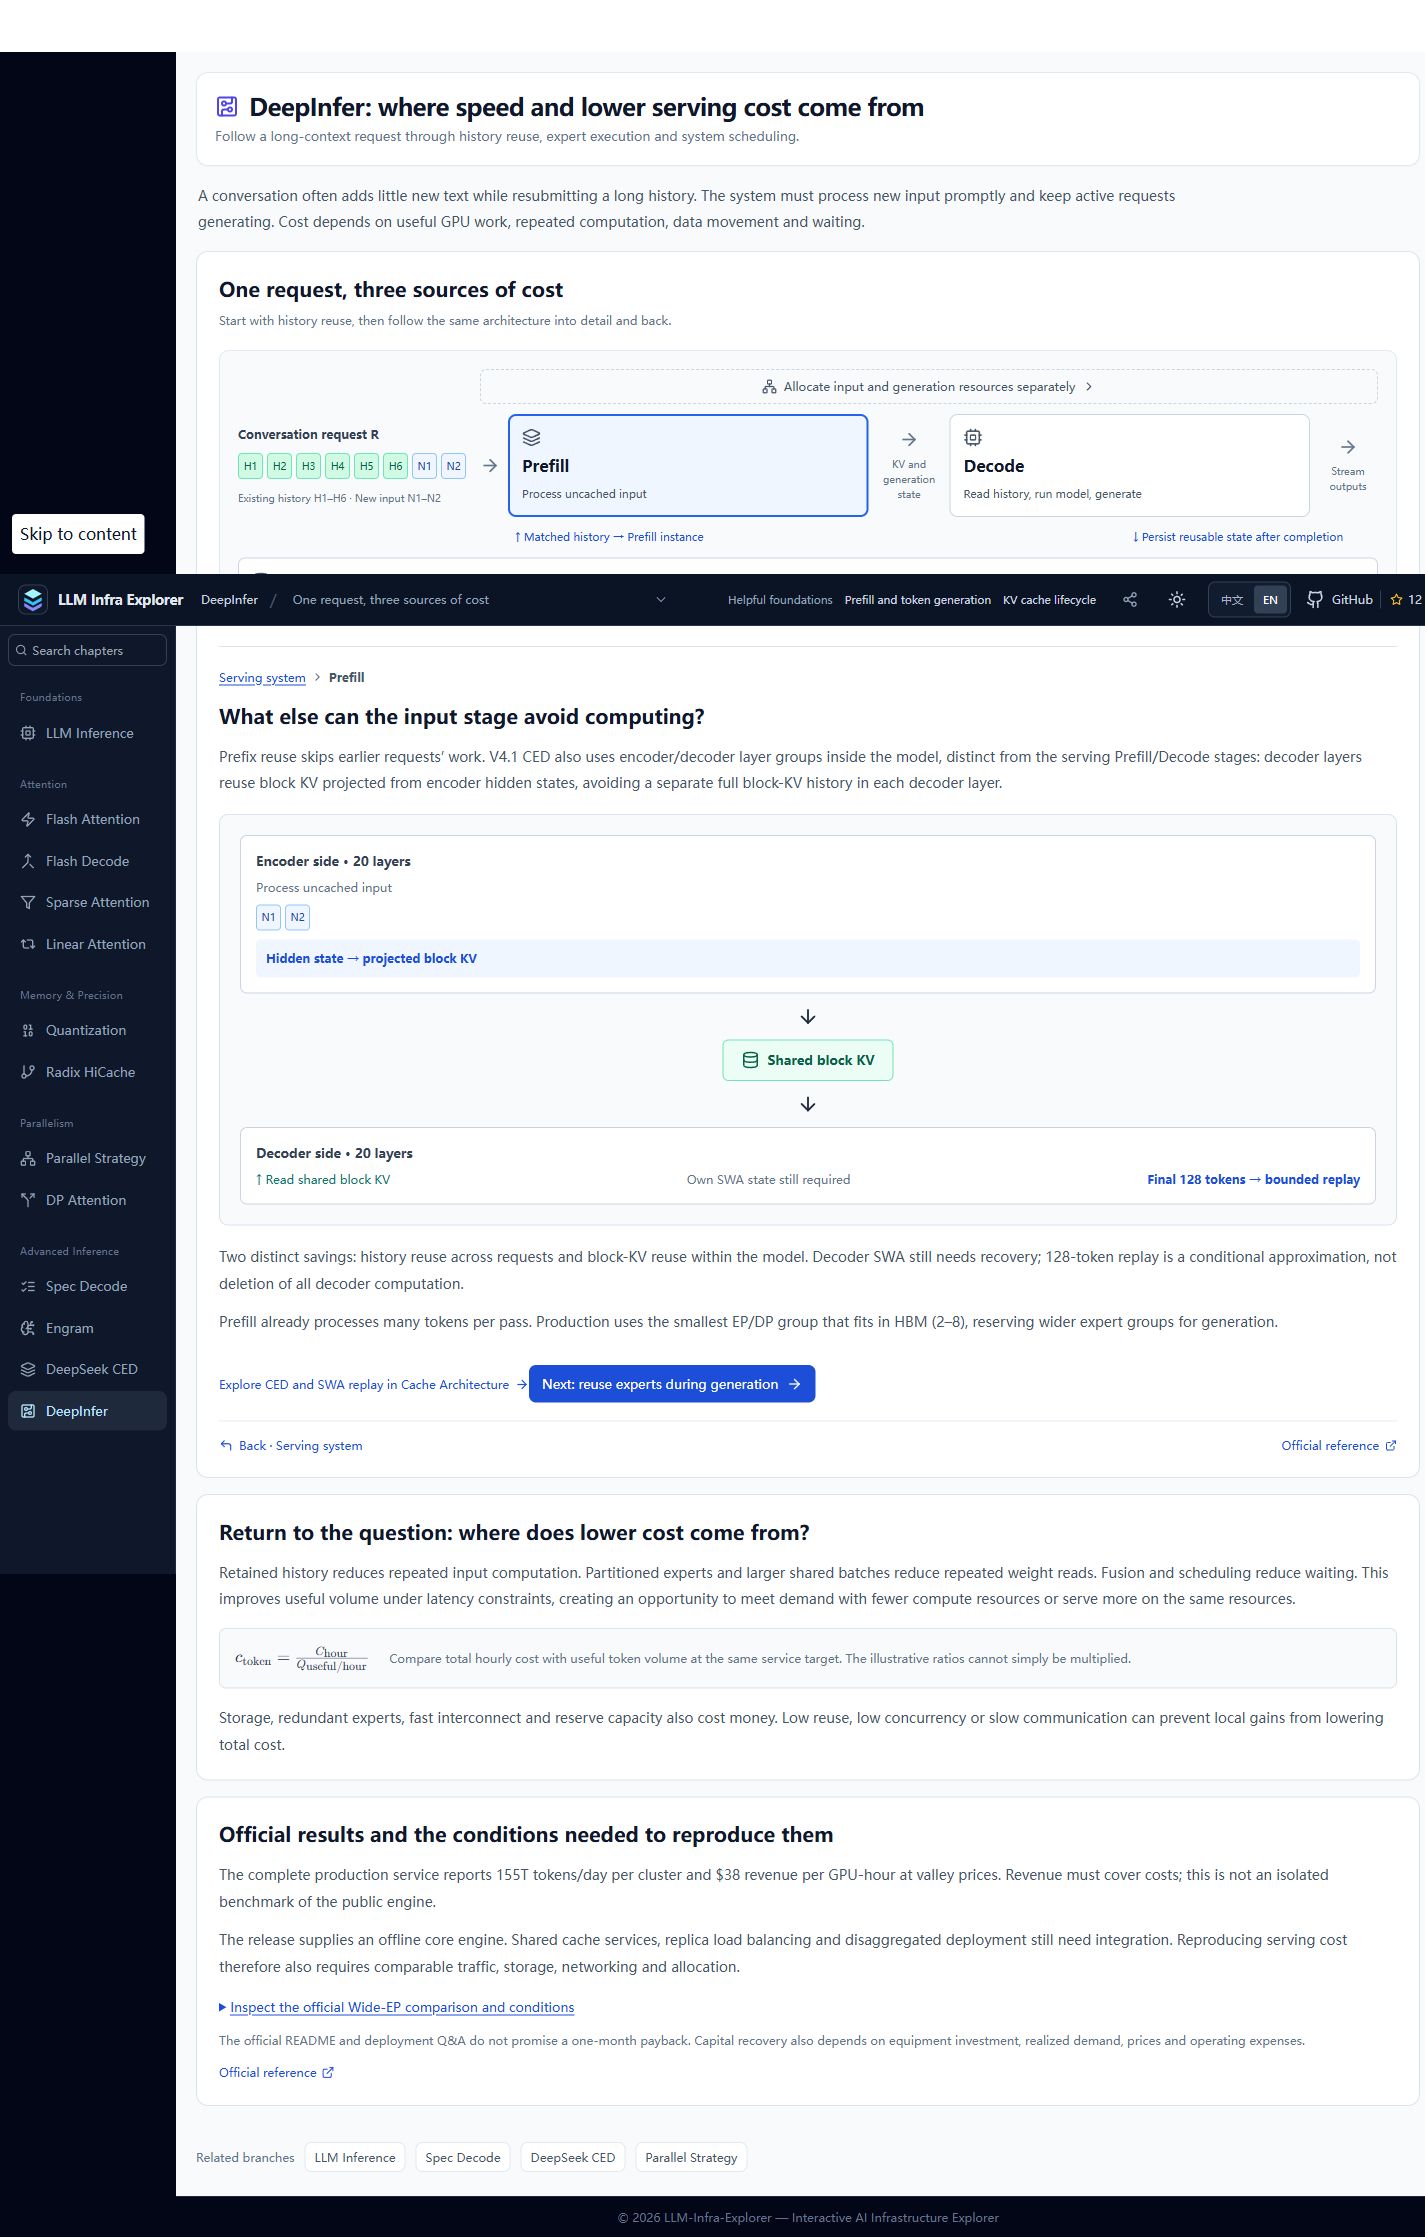 DeepInfer: where speed and lower serving cost come from
Follow a long-context request through history reuse, expert execution and system scheduling.
A conversation often adds little new text while resubmitting a long history. The system must process new input promptly and keep active requests
generating. Cost depends on useful GPU work, repeated computation, data movement and waiting.
One request, three sources of cost
Start with history reuse, then follow the same architecture into detail and back.
Allocate input and generation resources separately
Conversation request R
H1 H2 H3 H4 H5 H6 N1 N2
Existing history H1–H6 · New input N1–N2
Prefill
Process uncached input
KV and
generation
state
Decode
Read history, run model, generate
Stream
outputs
↑ Matched history → Prefill instance
↓ Persist reusable state after completion
Skip to content
LLM Infra Explorer
DeepInfer / One request, three sources of cost
Helpful foundations Prefill and token generation KV cache lifecycle
中文 EN
GitHub
12
Search chapters
Foundations
LLM Inference
Attention
Flash Attention
Flash Decode
Sparse Attention
Linear Attention
Memory & Precision
Quantization
Radix HiCache
Parallelism
Parallel Strategy
DP Attention
Advanced Inference
Spec Decode
Engram
DeepSeek CED
DeepInfer
Serving system > Prefill
What else can the input stage avoid computing?
Prefix reuse skips earlier requests’ work. V4.1 CED also uses encoder/decoder layer groups inside the model, distinct from the serving Prefill/Decode stages: decoder layers
reuse block KV projected from encoder hidden states, avoiding a separate full block-KV history in each decoder layer.
Encoder side • 20 layers
Process uncached input
N1 N2
Hidden state → projected block KV
Shared block KV
Decoder side • 20 layers
↑ Read shared block KV
Own SWA state still required
Final 128 tokens → bounded replay
Two distinct savings: history reuse across requests and block-KV reuse within the model. Decoder SWA still needs recovery; 128-token replay is a conditional approximation, not
deletion of all decoder computation.
Prefill already processes many tokens per pass. Production uses the smallest EP/DP group that fits in HBM (2–8), reserving wider expert groups for generation.
Explore CED and SWA replay in Cache Architecture →
Next: reuse experts during generation →
Back · Serving system
Official reference
Return to the question: where does lower cost come from?
Retained history reduces repeated input computation. Partitioned experts and larger shared batches reduce repeated weight reads. Fusion and scheduling reduce waiting. This
improves useful volume under latency constraints, creating an opportunity to meet demand with fewer compute resources or serve more on the same resources.
c_token = C_hour / Q_useful/hour
Compare total hourly cost with useful token volume at the same service target. The illustrative ratios cannot simply be multiplied.
Storage, redundant experts, fast interconnect and reserve capacity also cost money. Low reuse, low concurrency or slow communication can prevent local gains from lowering
total cost.
Official results and the conditions needed to reproduce them
The complete production service reports 155T tokens/day per cluster and $38 revenue per GPU-hour at valley prices. Revenue must cover costs; this is not an isolated
benchmark of the public engine.
The release supplies an offline core engine. Shared cache services, replica load balancing and disaggregated deployment still need integration. Reproducing serving cost
therefore also requires comparable traffic, storage, networking and allocation.
Inspect the official Wide-EP comparison and conditions
The official README and deployment Q&A do not promise a one-month payback. Capital recovery also depends on equipment investment, realized demand, prices and operating expenses.
Official reference
Related branches LLM Inference Spec Decode DeepSeek CED Parallel Strategy
© 2026 LLM-Infra-Explorer — Interactive AI Infrastructure Explorer